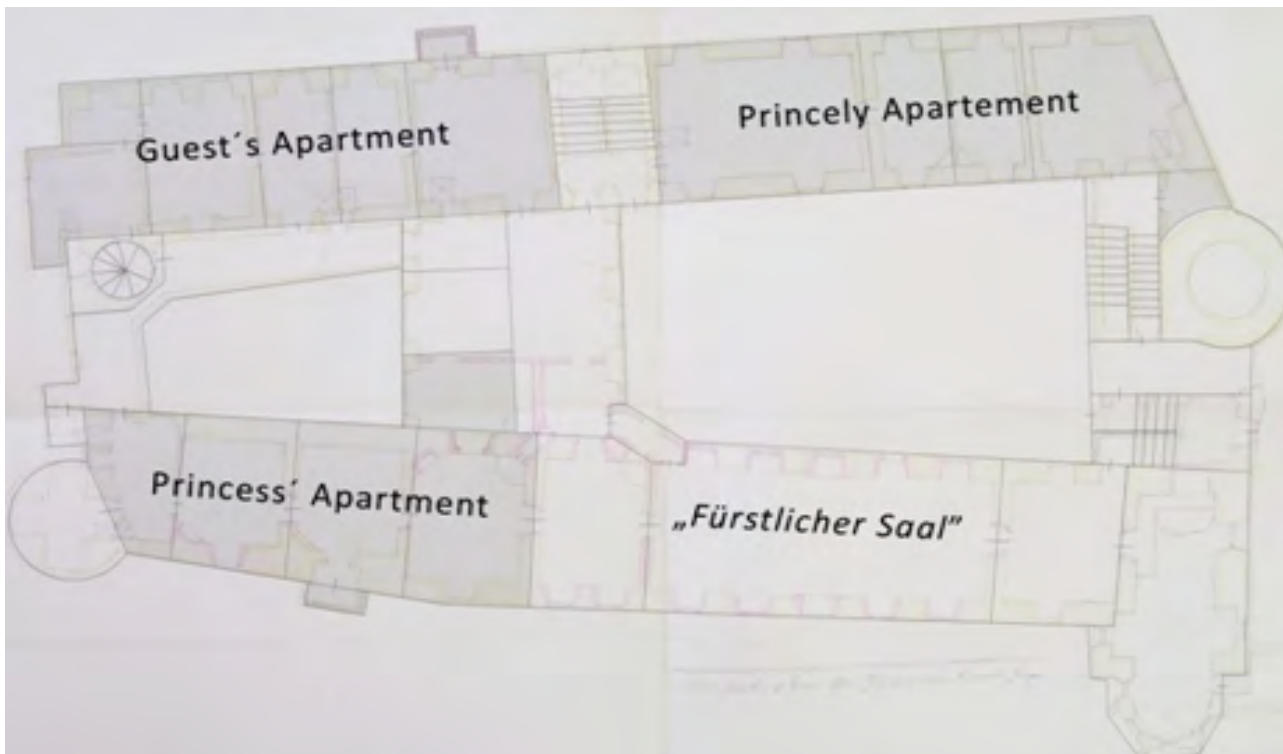 Guest´s Apartment
Princely Apartement
Princess´ Apartment
„Fürstlicher Saal”